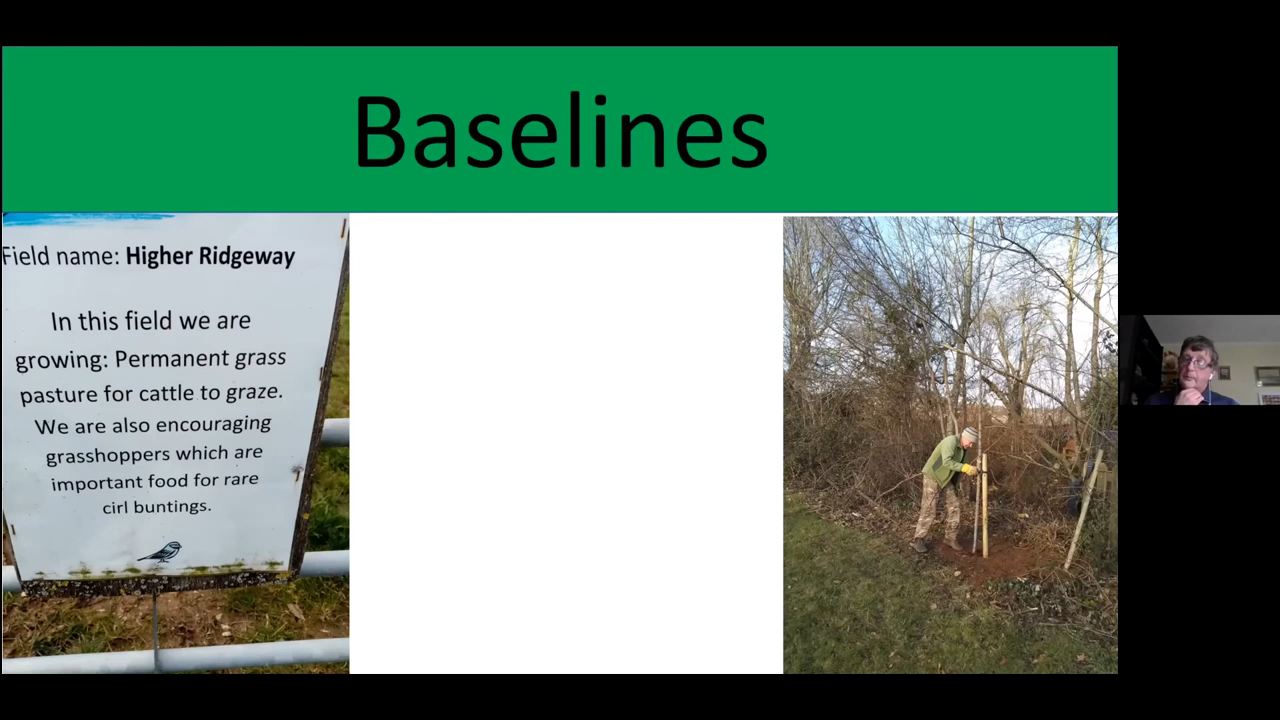 Baselines
Field name: Higher Ridgeway
In this field we are
growing: Permanent grass
pasture for cattle to graze.
We are also encouraging
grasshoppers which are
important food for rare
cirl buntings.